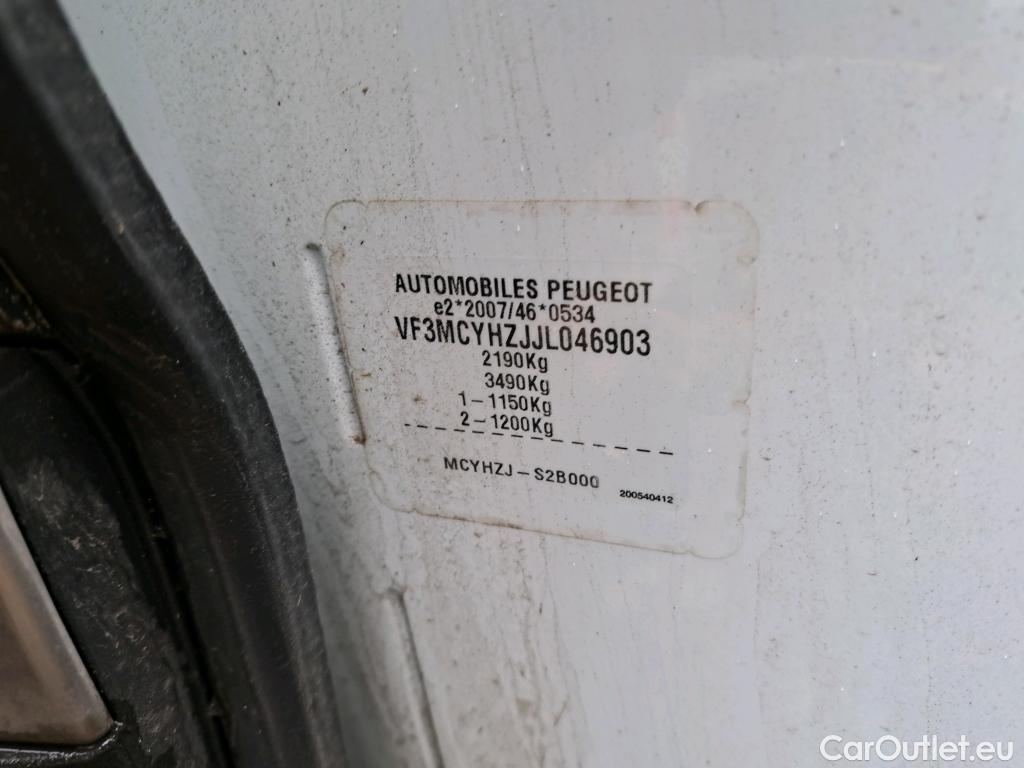 AUTOMOBILES PEUGEOT
e2*2007/46*0534
VF3MCYHZJJL046903
2190Kg
3490Kg
1-1150Kg
2-1200Kg
MCYHZJ-S2B000
200540412
CarOutlet.eu